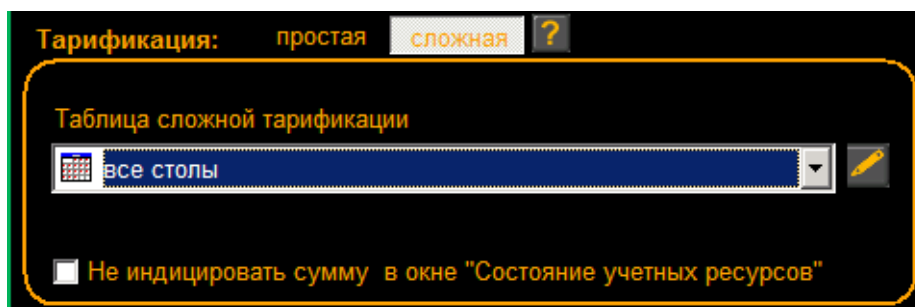 Тарификация: простая сложная ?
Таблица сложной тарификации
все столы
Не индицировать сумму в окне "Состояние учетных ресурсов"